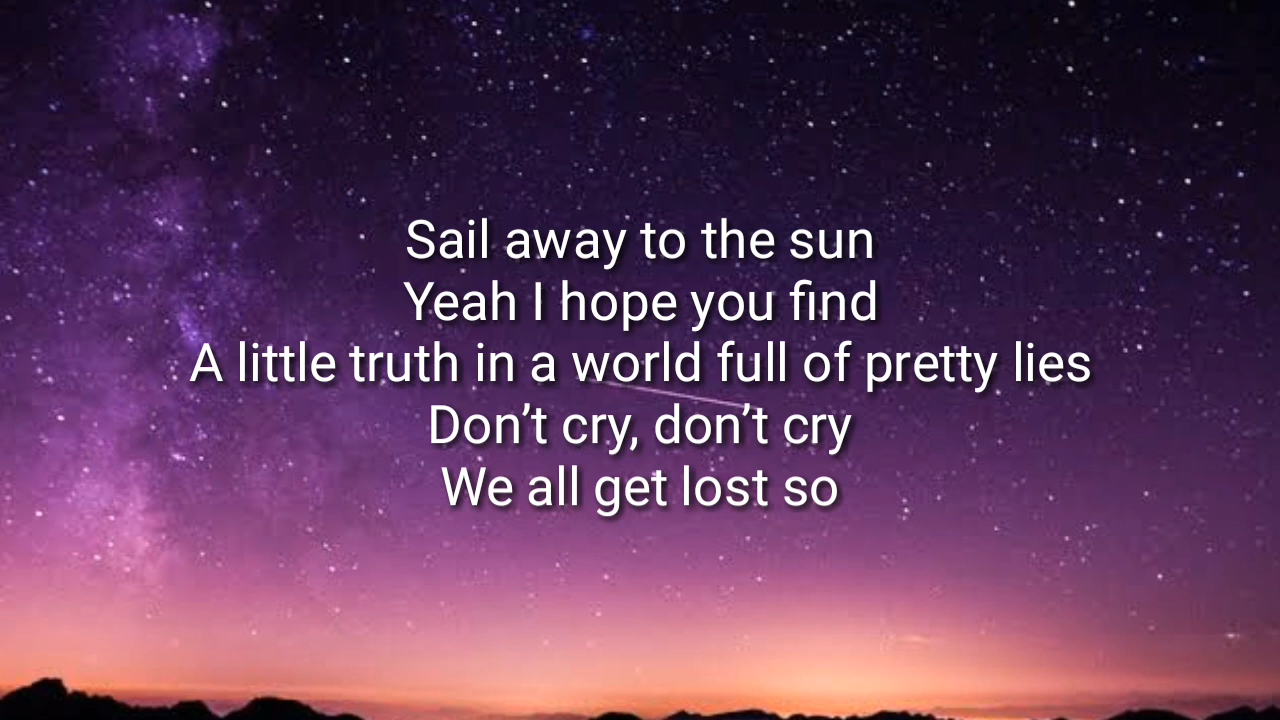 Sail away to the sun
Yeah I hope you find
A little truth in a world full of pretty lies
Don’t cry, don’t cry
We all get lost so